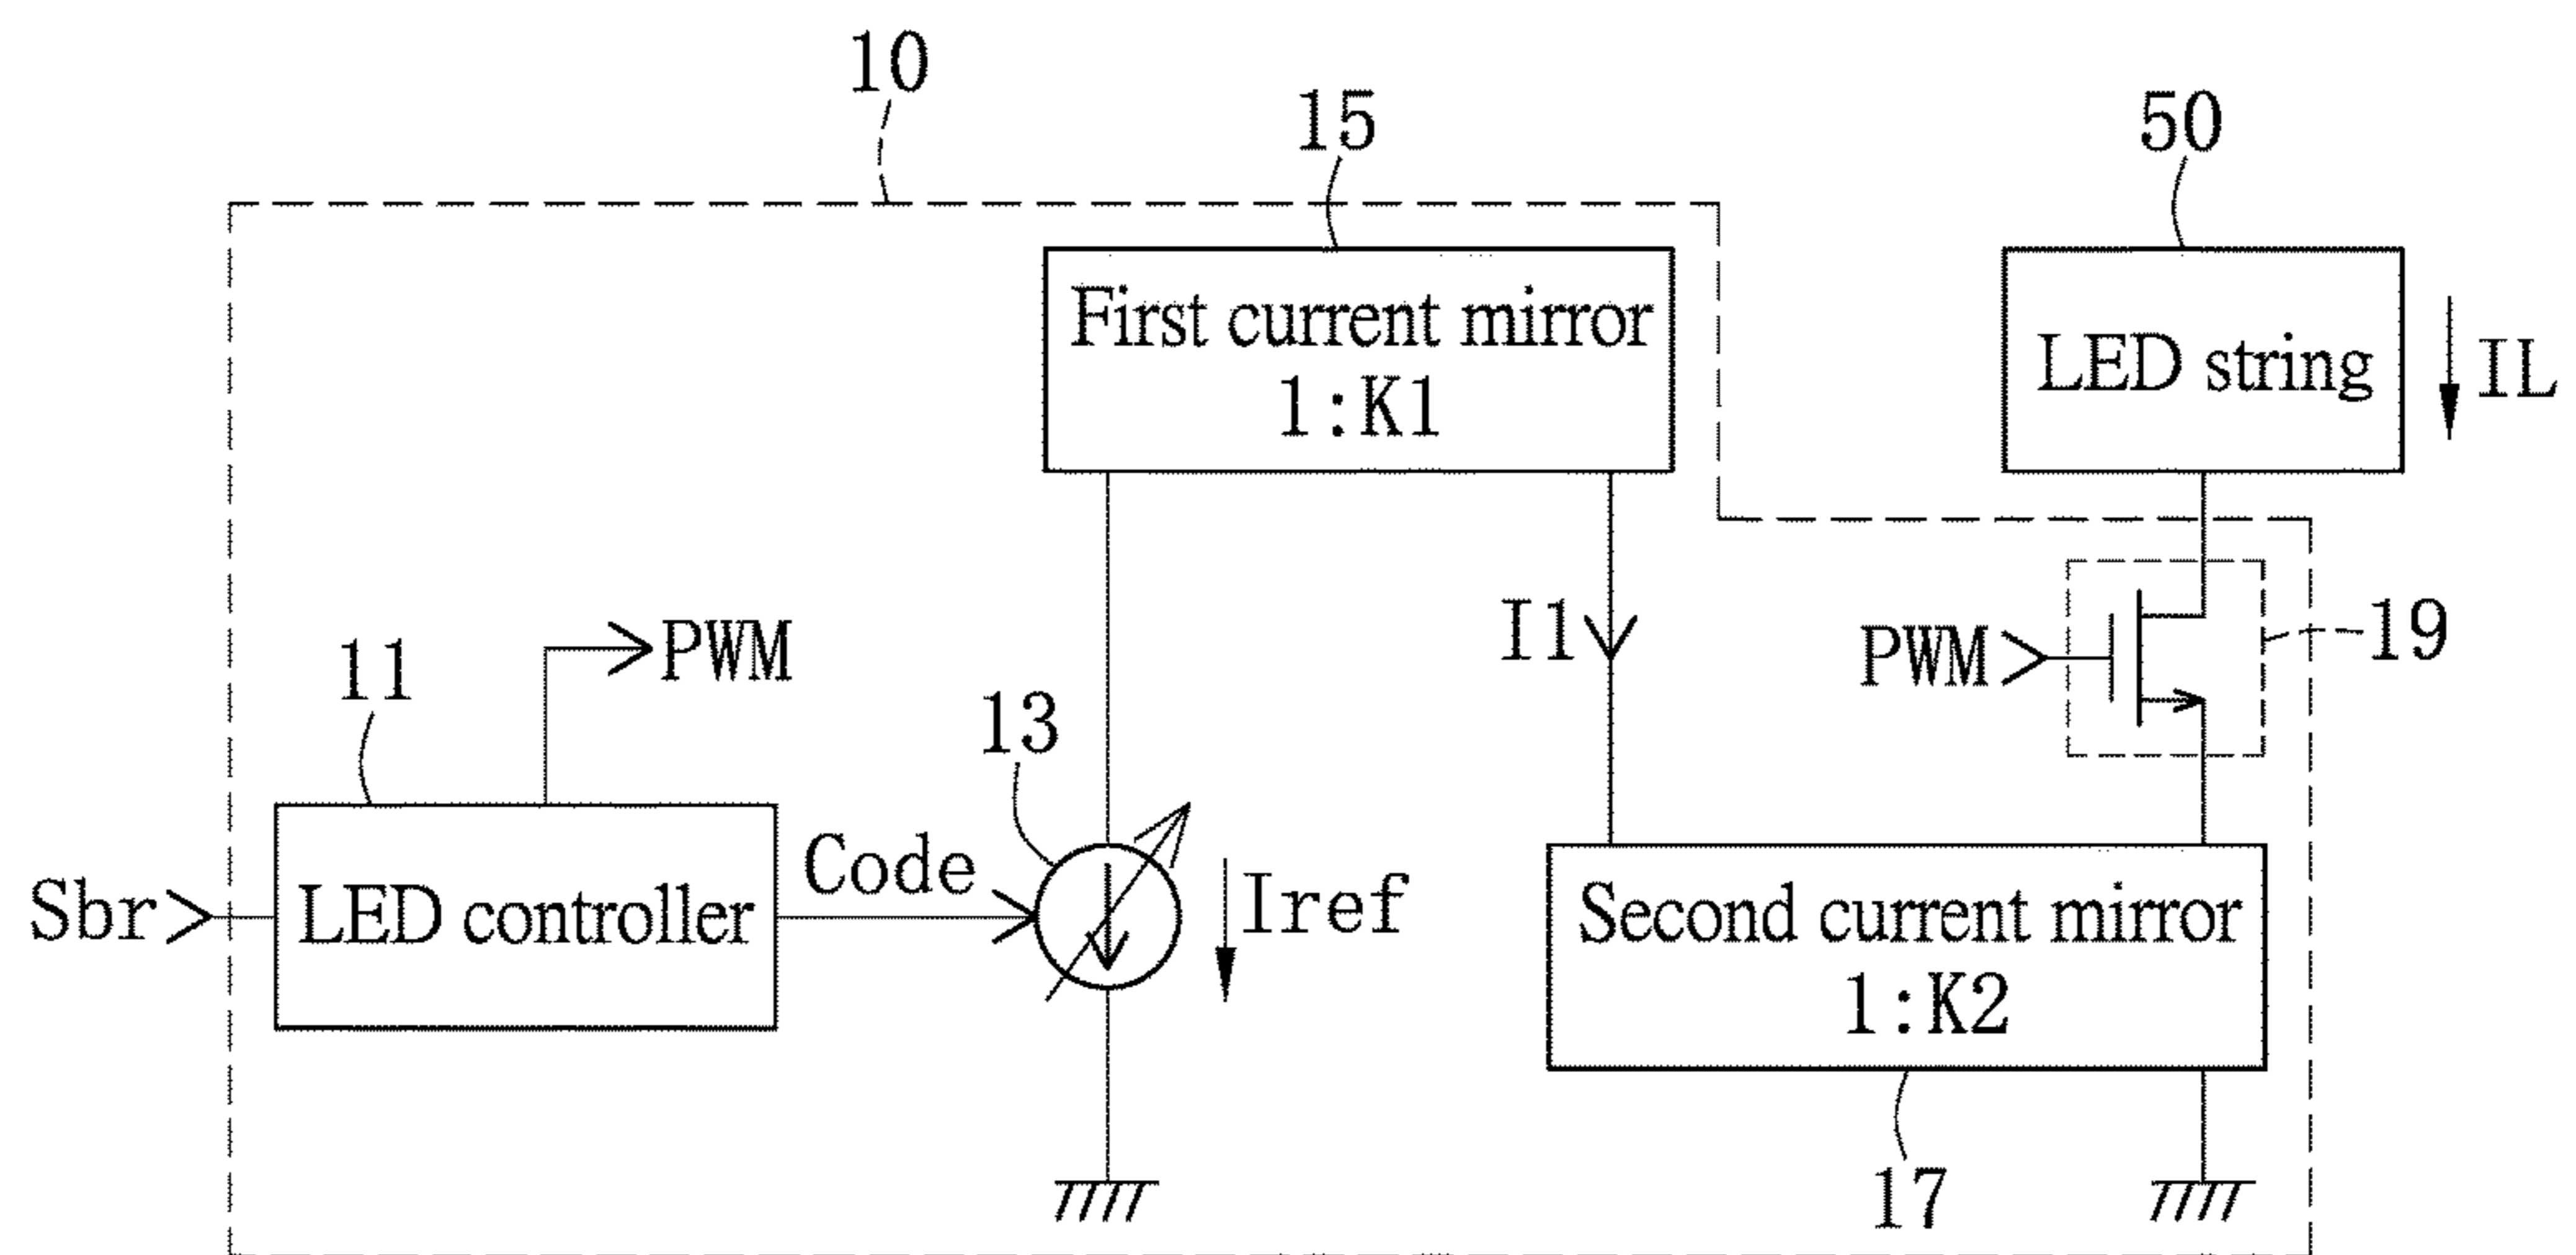 10
15
50
First current mirror
1:K1
LED string
IL
PWM
I1
PWM
19
11
13
Sbr
LED controller
Code
Iref
Second current mirror
1:K2
17